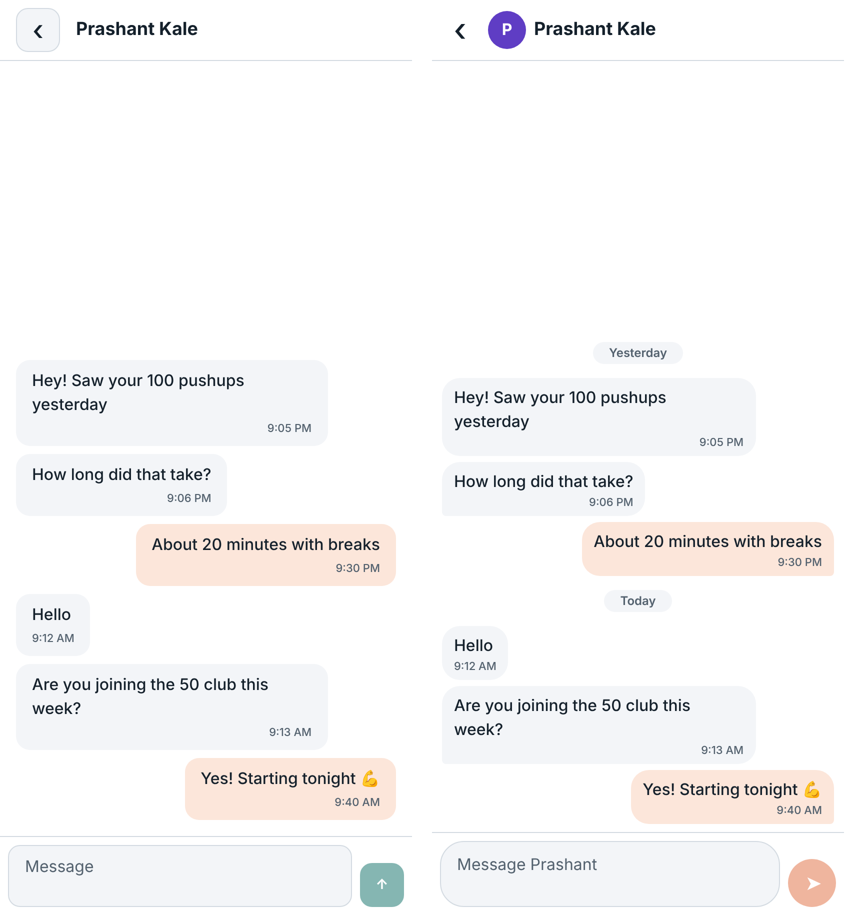 Prashant Kale
Hey! Saw your 100 pushups
yesterday
9:05 PM
How long did that take?
9:06 PM
About 20 minutes with breaks
9:30 PM
Hello
9:12 AM
Are you joining the 50 club this
week?
9:13 AM
Yes! Starting tonight 💪
9:40 AM
Message
P
Prashant Kale
Yesterday
Hey! Saw your 100 pushups
yesterday
9:05 PM
How long did that take?
9:06 PM
About 20 minutes with breaks
9:30 PM
Today
Hello
9:12 AM
Are you joining the 50 club this
week?
9:13 AM
Yes! Starting tonight 💪
9:40 AM
Message Prashant